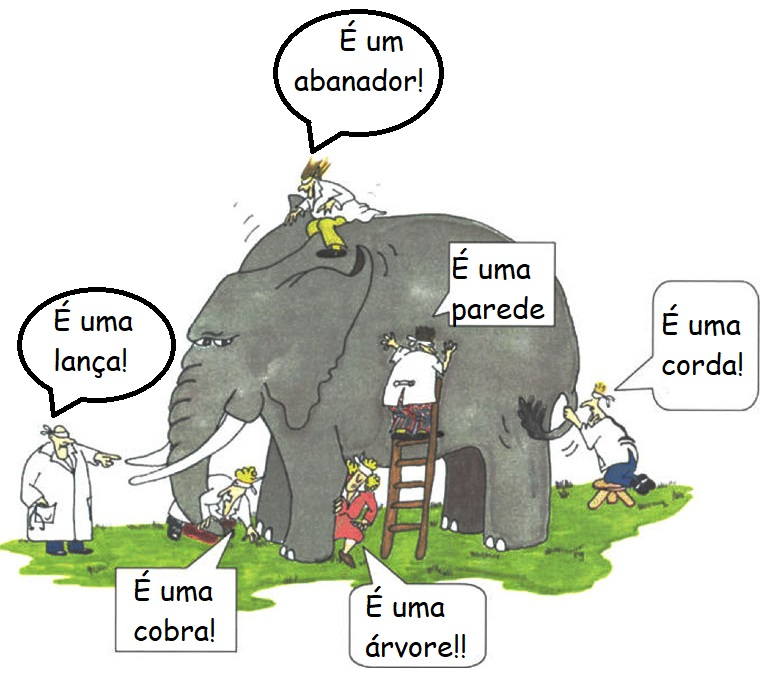 É um
abanador!
É uma
parede
É uma
lança!
É uma
corda!
É uma
cobra!
É uma
árvore!!